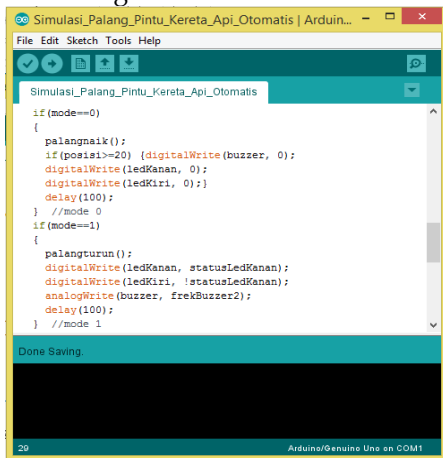 Simulasi_Palang_Pintu_Kereta_Api_Otomatis | Arduin...
File Edit Sketch Tools Help
Simulasi_Palang_Pintu_Kereta_Api_Otomatis
if(mode==0)
{
palangnaik();
if(posisi>=20) {digitalWrite(buzzer, 0);
digitalWrite(ledKanan, 0);
digitalWrite(ledKiri, 0);}
delay(100);
} //mode 0
if(mode==1)
{
palangturun();
digitalWrite(ledKanan, statusLedKanan);
digitalWrite(ledKiri, !statusLedKanan);
analogWrite(buzzer, frekBuzzer2);
delay(100);
} //mode 1
Done Saving.
29 Arduino/Genuino Uno on COM1